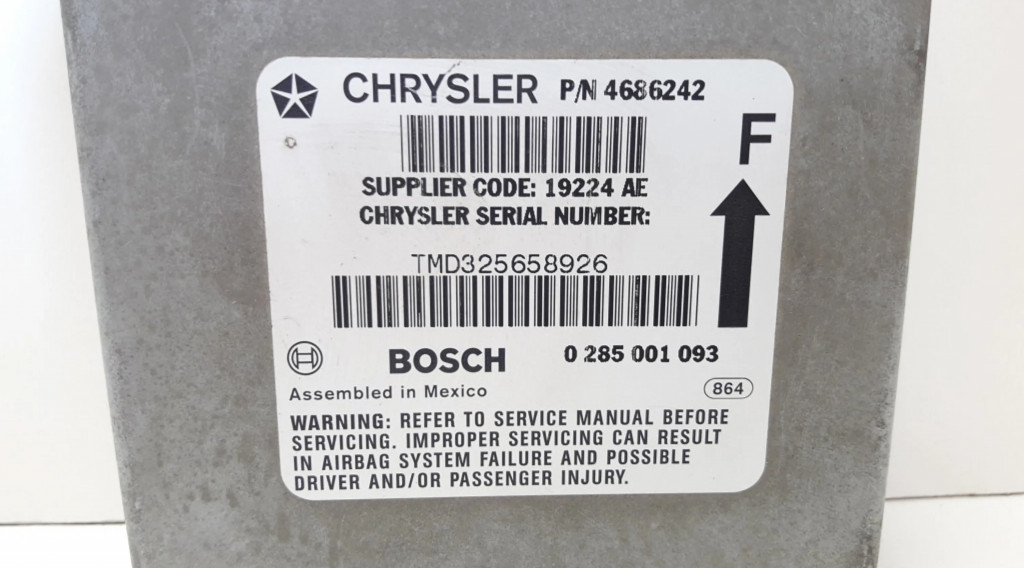 CHRYSLER P/N 4686242
F
SUPPLIER CODE: 19224 AE
CHRYSLER SERIAL NUMBER:
TMD325658926
BOSCH 0 285 001 093
Assembled in Mexico 864
WARNING: REFER TO SERVICE MANUAL BEFORE
SERVICING. IMPROPER SERVICING CAN RESULT
IN AIRBAG SYSTEM FAILURE AND POSSIBLE
DRIVER AND/OR PASSENGER INJURY.